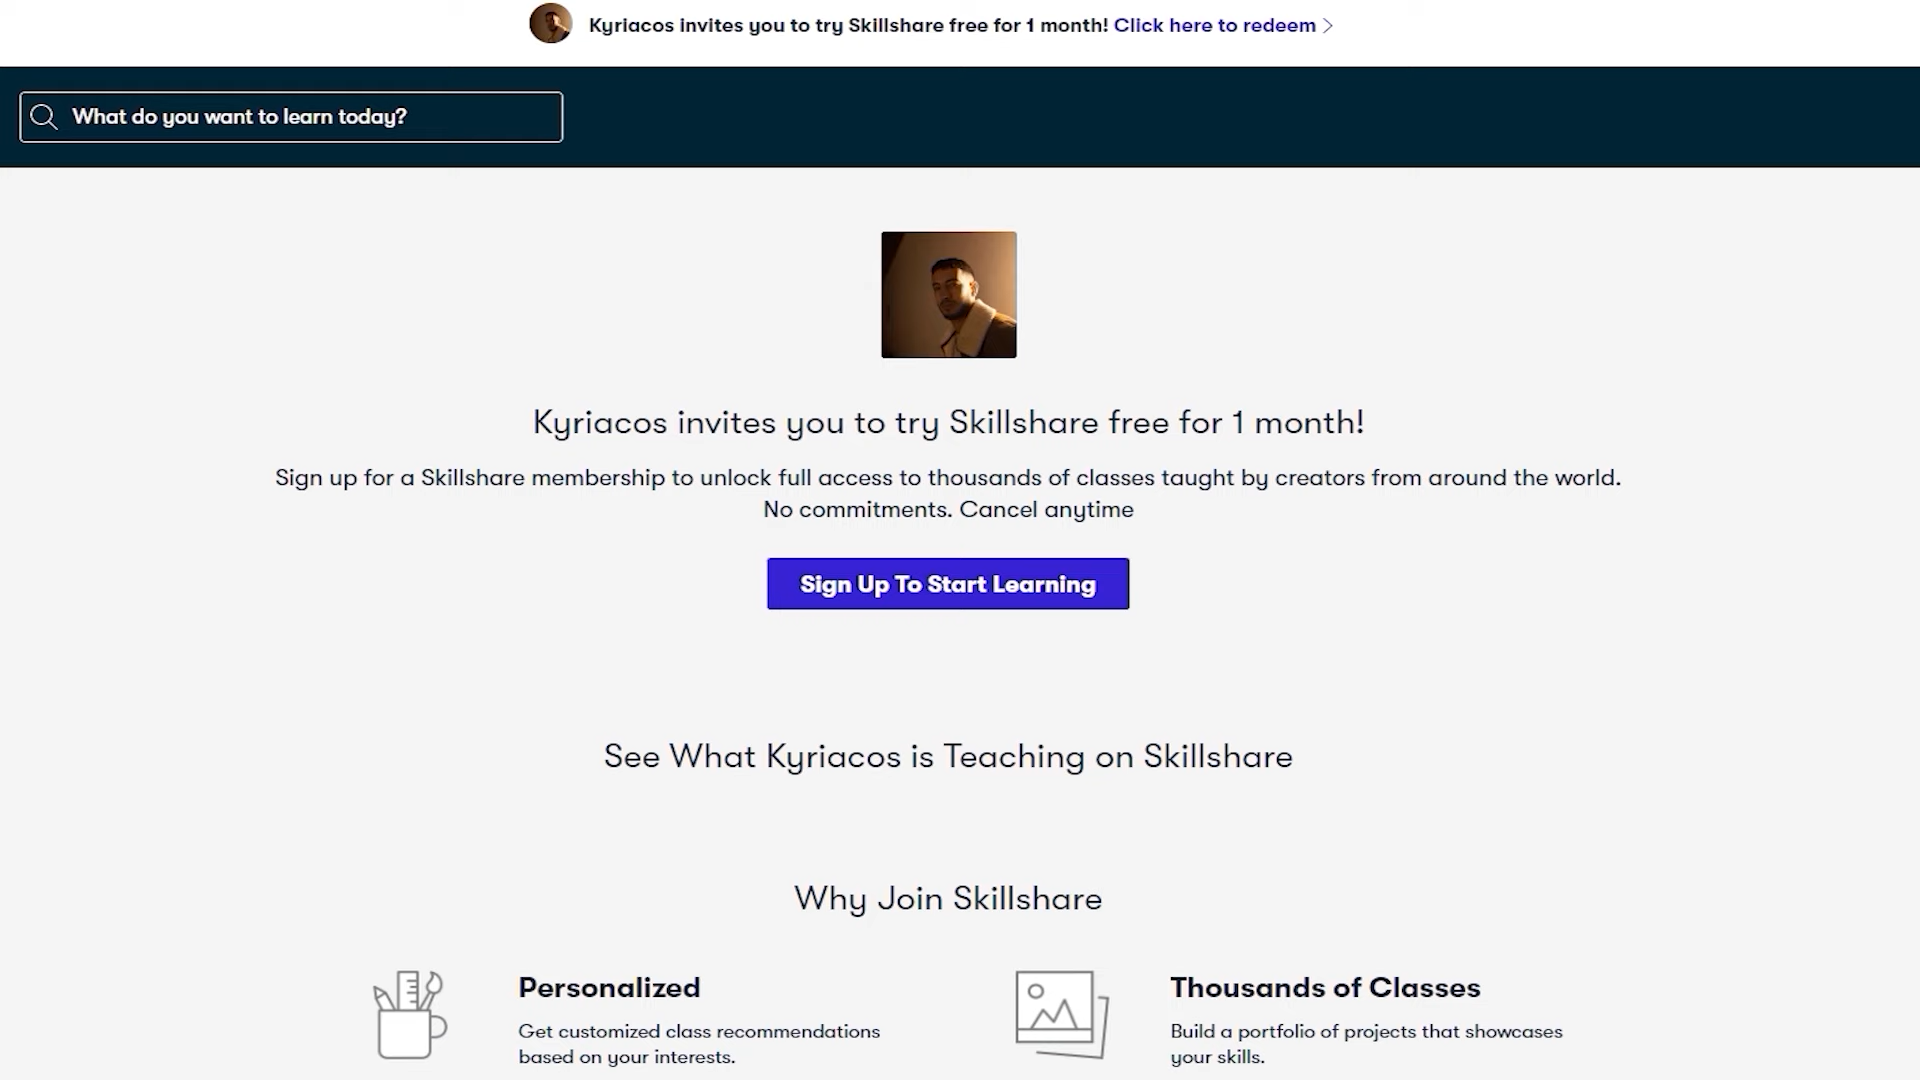 Kyriacos invites you to try Skillshare free for 1 month! Click here to redeem
What do you want to learn today?
Kyriacos invites you to try Skillshare free for 1 month!
Sign up for a Skillshare membership to unlock full access to thousands of classes taught by creators from around the world.
No commitments. Cancel anytime
Sign Up To Start Learning
See What Kyriacos is Teaching on Skillshare
Why Join Skillshare
Personalized
Get customized class recommendations
based on your interests.
Thousands of Classes
Build a portfolio of projects that showcases
your skills.